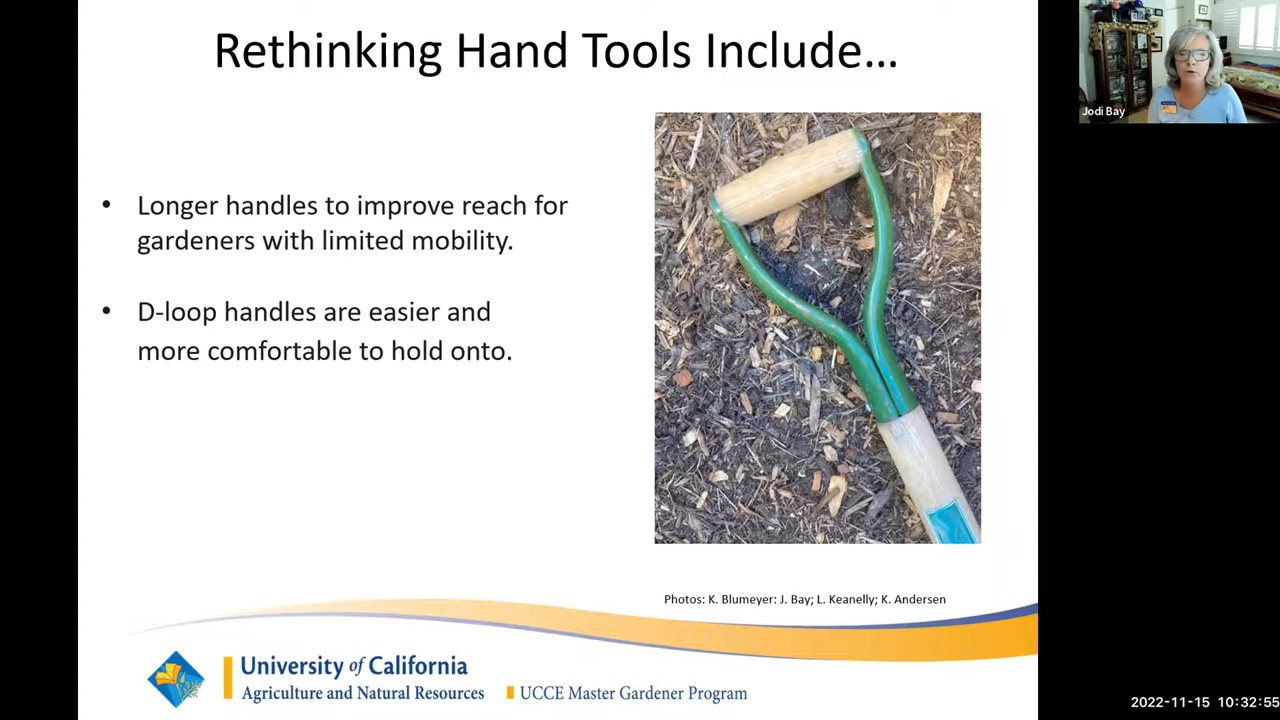 Rethinking Hand Tools Include…
Jodi Bay
• Longer handles to improve reach for
gardeners with limited mobility.
• D-loop handles are easier and
more comfortable to hold onto.
Photos: K. Blumeyer: J. Bay; L. Keanelly; K. Andersen
University of California
Agriculture and Natural Resources
UCCE Master Gardener Program
2022-11-15 10:32:55